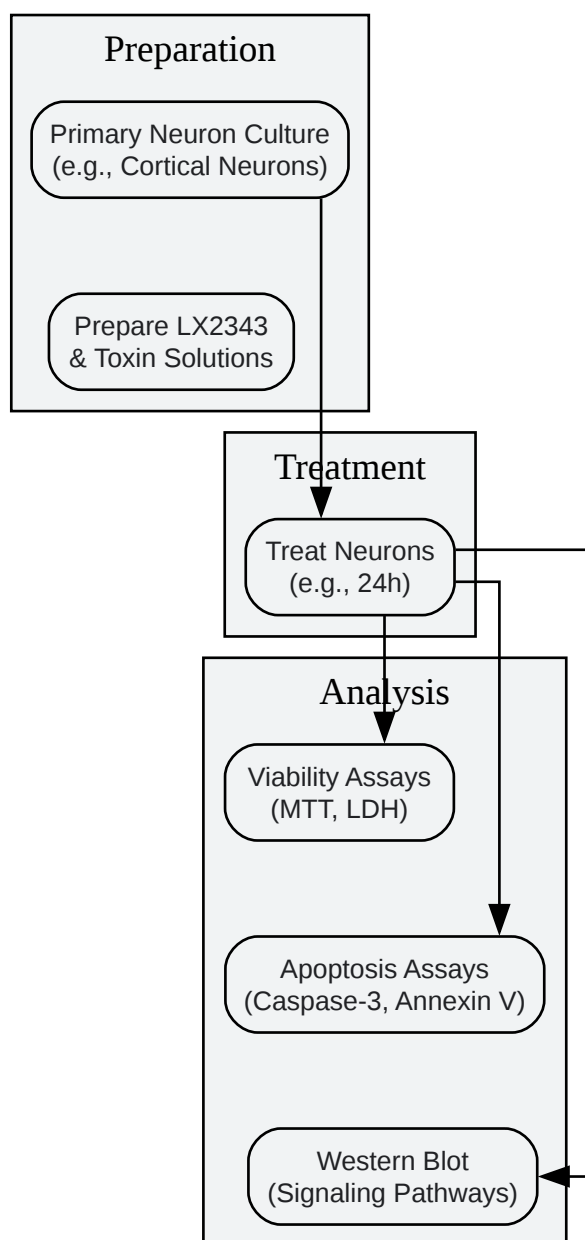 Preparation
Primary Neuron Culture
(e.g., Cortical Neurons)
Prepare LX2343
& Toxin Solutions
Treatment
Treat Neurons
(e.g., 24h)
Analysis
Viability Assays
(MTT, LDH)
Apoptosis Assays
(Caspase-3, Annexin V)
Western Blot
(Signaling Pathways)